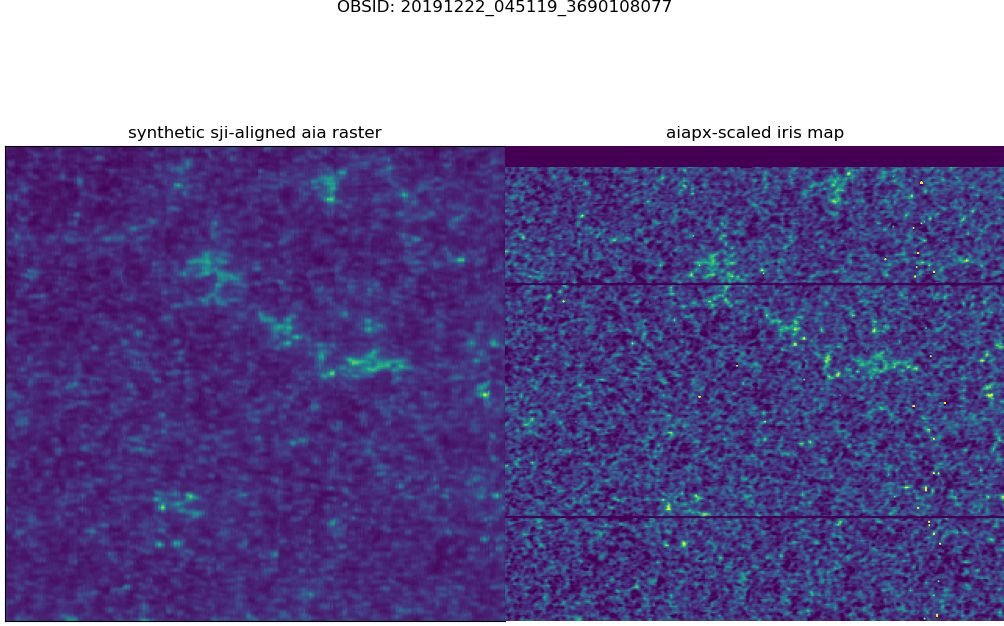 OBSID: 20191222_045119_3690108077
synthetic sji-aligned aia raster
aiapx-scaled iris map